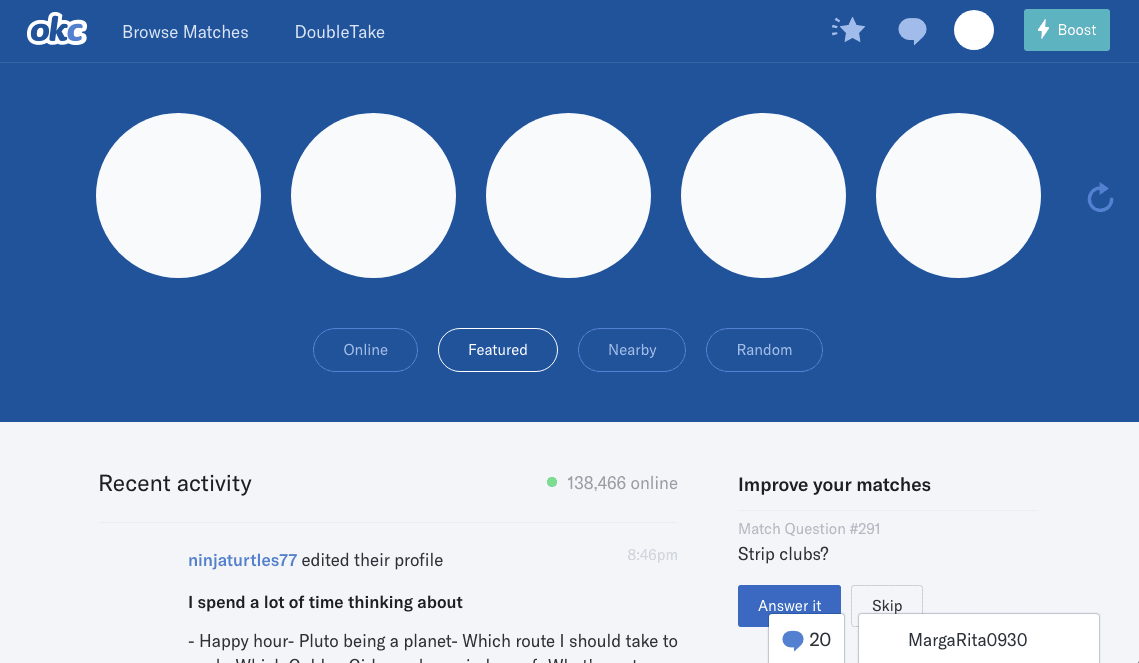 okc
Browse Matches
DoubleTake
Boost
Online
Featured
Nearby
Random
Recent activity
138,466 online
ninjaturtles77 edited their profile
8:46pm
I spend a lot of time thinking about
- Happy hour- Pluto being a planet- Which route I should take to
Improve your matches
Match Question #291
Strip clubs?
Answer it
Skip
20
MargaRita0930